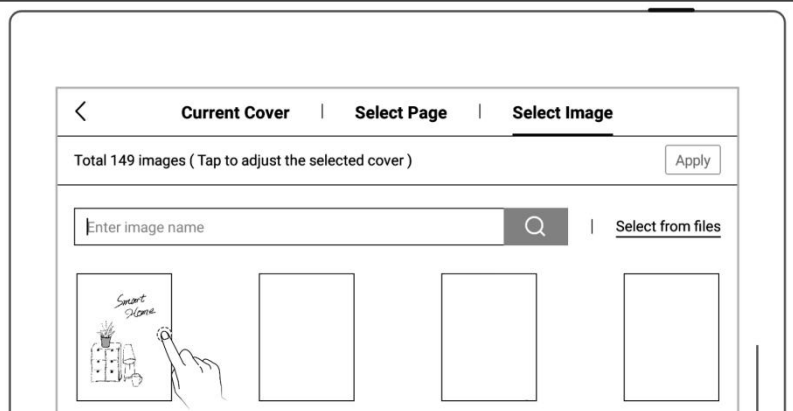 Current Cover | Select Page | Select Image
Total 149 images ( Tap to adjust the selected cover )
Apply
Enter image name
| Select from files
Smart
Home